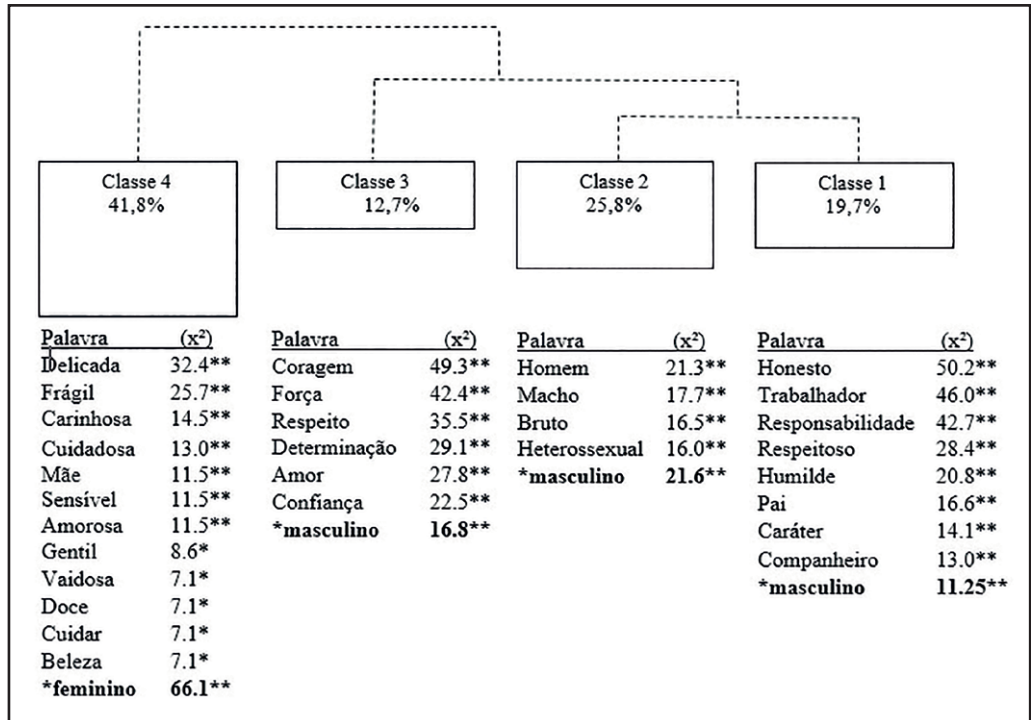 Classe 4
41,8%
Classe 3
12,7%
Classe 2
25,8%
Classe 1
19,7%
Palavra (x²)
Delicada 32.4**
Frágil 25.7**
Carinhosa 14.5**
Cuidadosa 13.0**
Mãe 11.5**
Sensível 11.5**
Amorosa 11.5**
Gentil 8.6*
Vaidosa 7.1*
Doce 7.1*
Cuidar 7.1*
Beleza 7.1*
*feminino 66.1**
Palavra (x²)
Coragem 49.3**
Força 42.4**
Respeito 35.5**
Determinação 29.1**
Amor 27.8**
Confiança 22.5**
*masculino 16.8**
Palavra (x²)
Homem 21.3**
Macho 17.7**
Bruto 16.5**
Heterossexual 16.0**
*masculino 21.6**
Palavra (x²)
Honesto 50.2**
Trabalhador 46.0**
Responsabilidade 42.7**
Respeitoso 28.4**
Humilde 20.8**
Pai 16.6**
Caráter 14.1**
Companheiro 13.0**
*masculino 11.25**